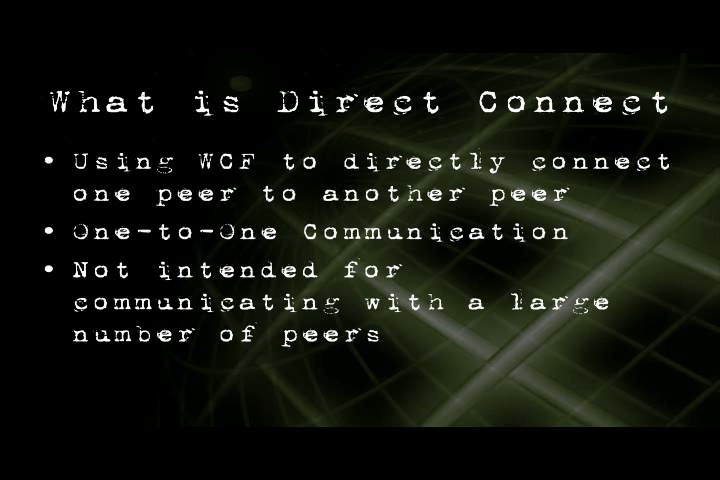 What is Direct Connect
• Using WCF to directly connect
one peer to another peer
• One-to-One Communication
• Not intended for
communicating with a large
number of peers